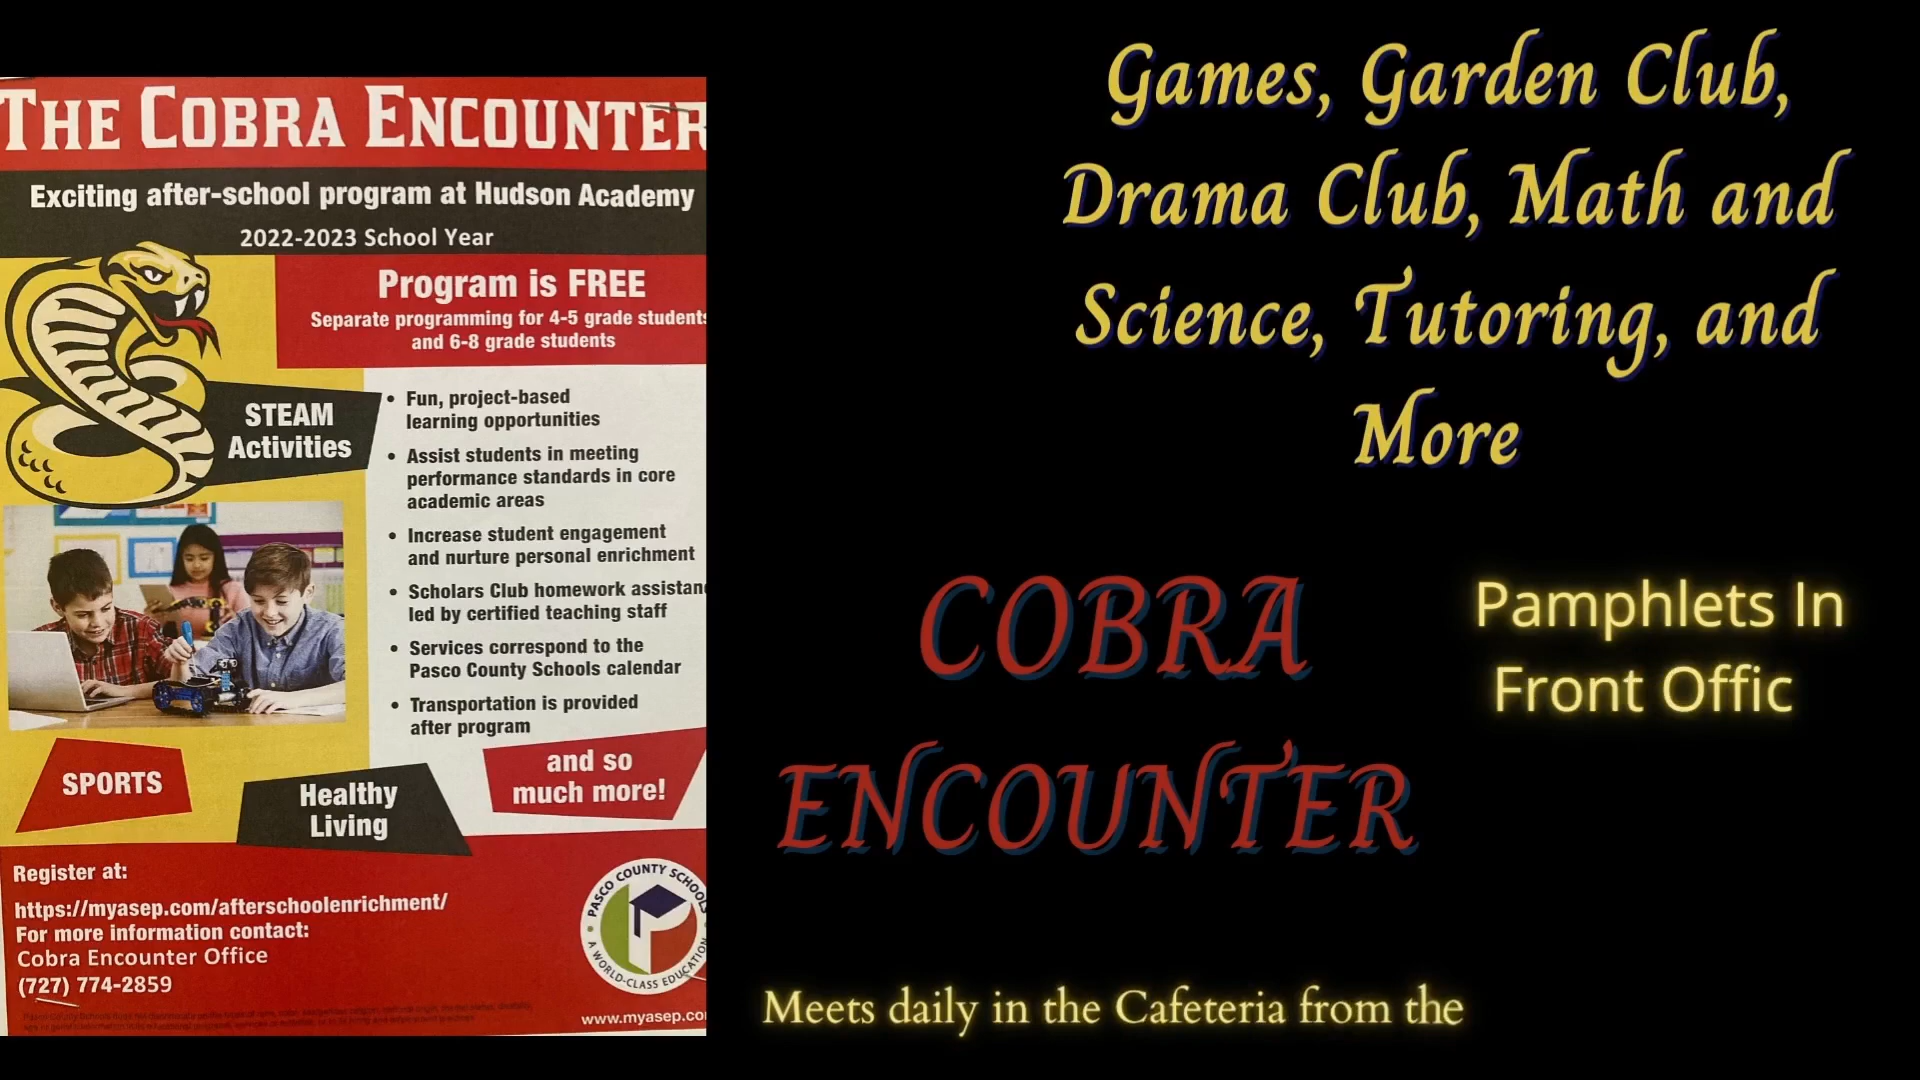 THE COBRA ENCOUNTER
Exciting after-school program at Hudson Academy
2022-2023 School Year
Program is FREE
Separate programming for 4-5 grade students
and 6-8 grade students
STEAM
Activities
• Fun, project-based
learning opportunities
• Assist students in meeting
performance standards in core
academic areas
• Increase student engagement
and nurture personal enrichment
• Scholars Club homework assistan
led by certified teaching staff
• Services correspond to the
Pasco County Schools calendar
• Transportation is provided
after program
SPORTS
Healthy
Living
and so
much more!
Register at:
https://myasep.com/afterschoolenrichment/
For more information contact:
Cobra Encounter Office
(727) 774-2859
PASCO COUNTY SCHOOLS
A WORLD-CLASS EDUCATION
www.myasep.co
Games, Garden Club,
Drama Club, Math and
Science, Tutoring, and
More
COBRA
ENCOUNTER
Pamphlets In
Front Offic
Meets daily in the Cafeteria from the